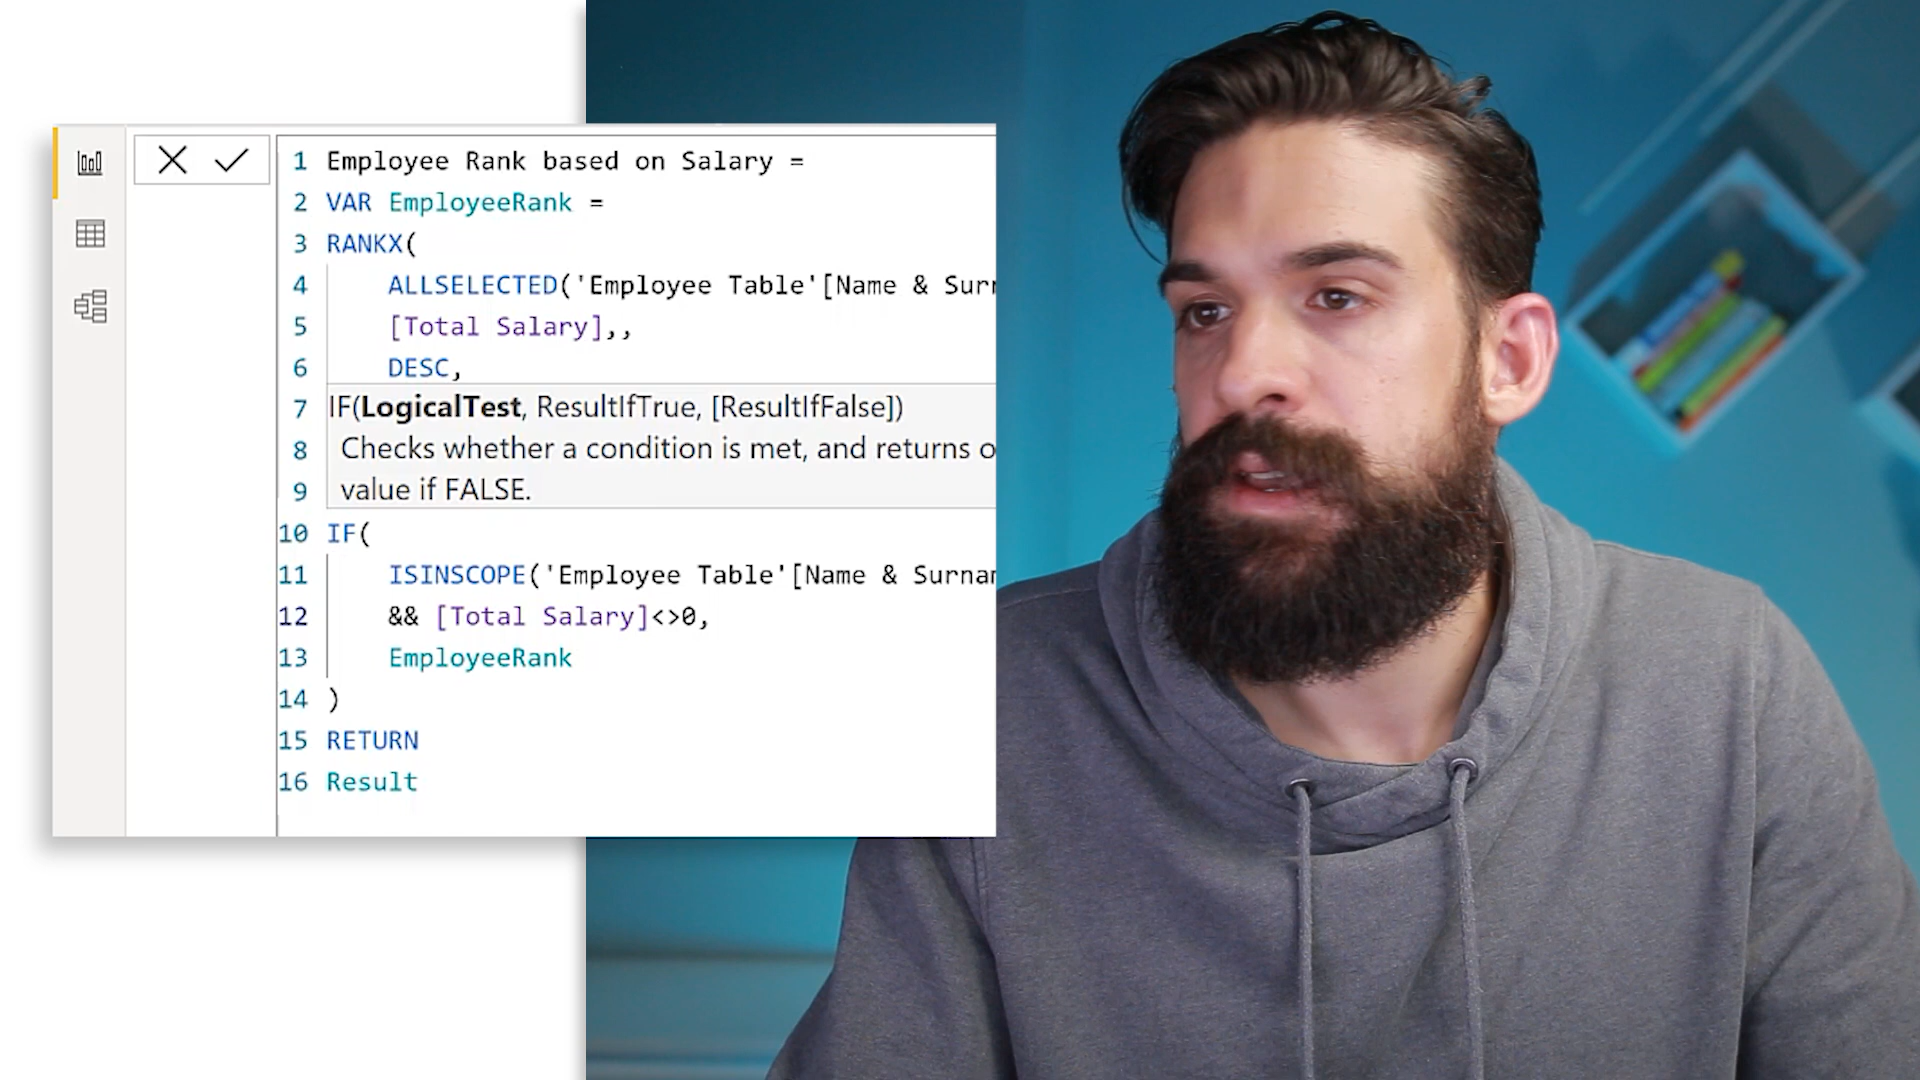 1 Employee Rank based on Salary =
2 VAR EmployeeRank =
3 RANKX(
4 ALLSELECTED('Employee Table'[Name &
5 [Total Salary],,
6 DESC,
7 IF(LogicalTest, ResultIfTrue, [ResultIfFalse])
8 Checks whether a condition is met, and returns
9 value if FALSE.
10 IF(
11 ISINSCOPE('Employee Table'[Name &
12 && [Total Salary]<>0,
13 EmployeeRank
14 )
15 RETURN
16 Result